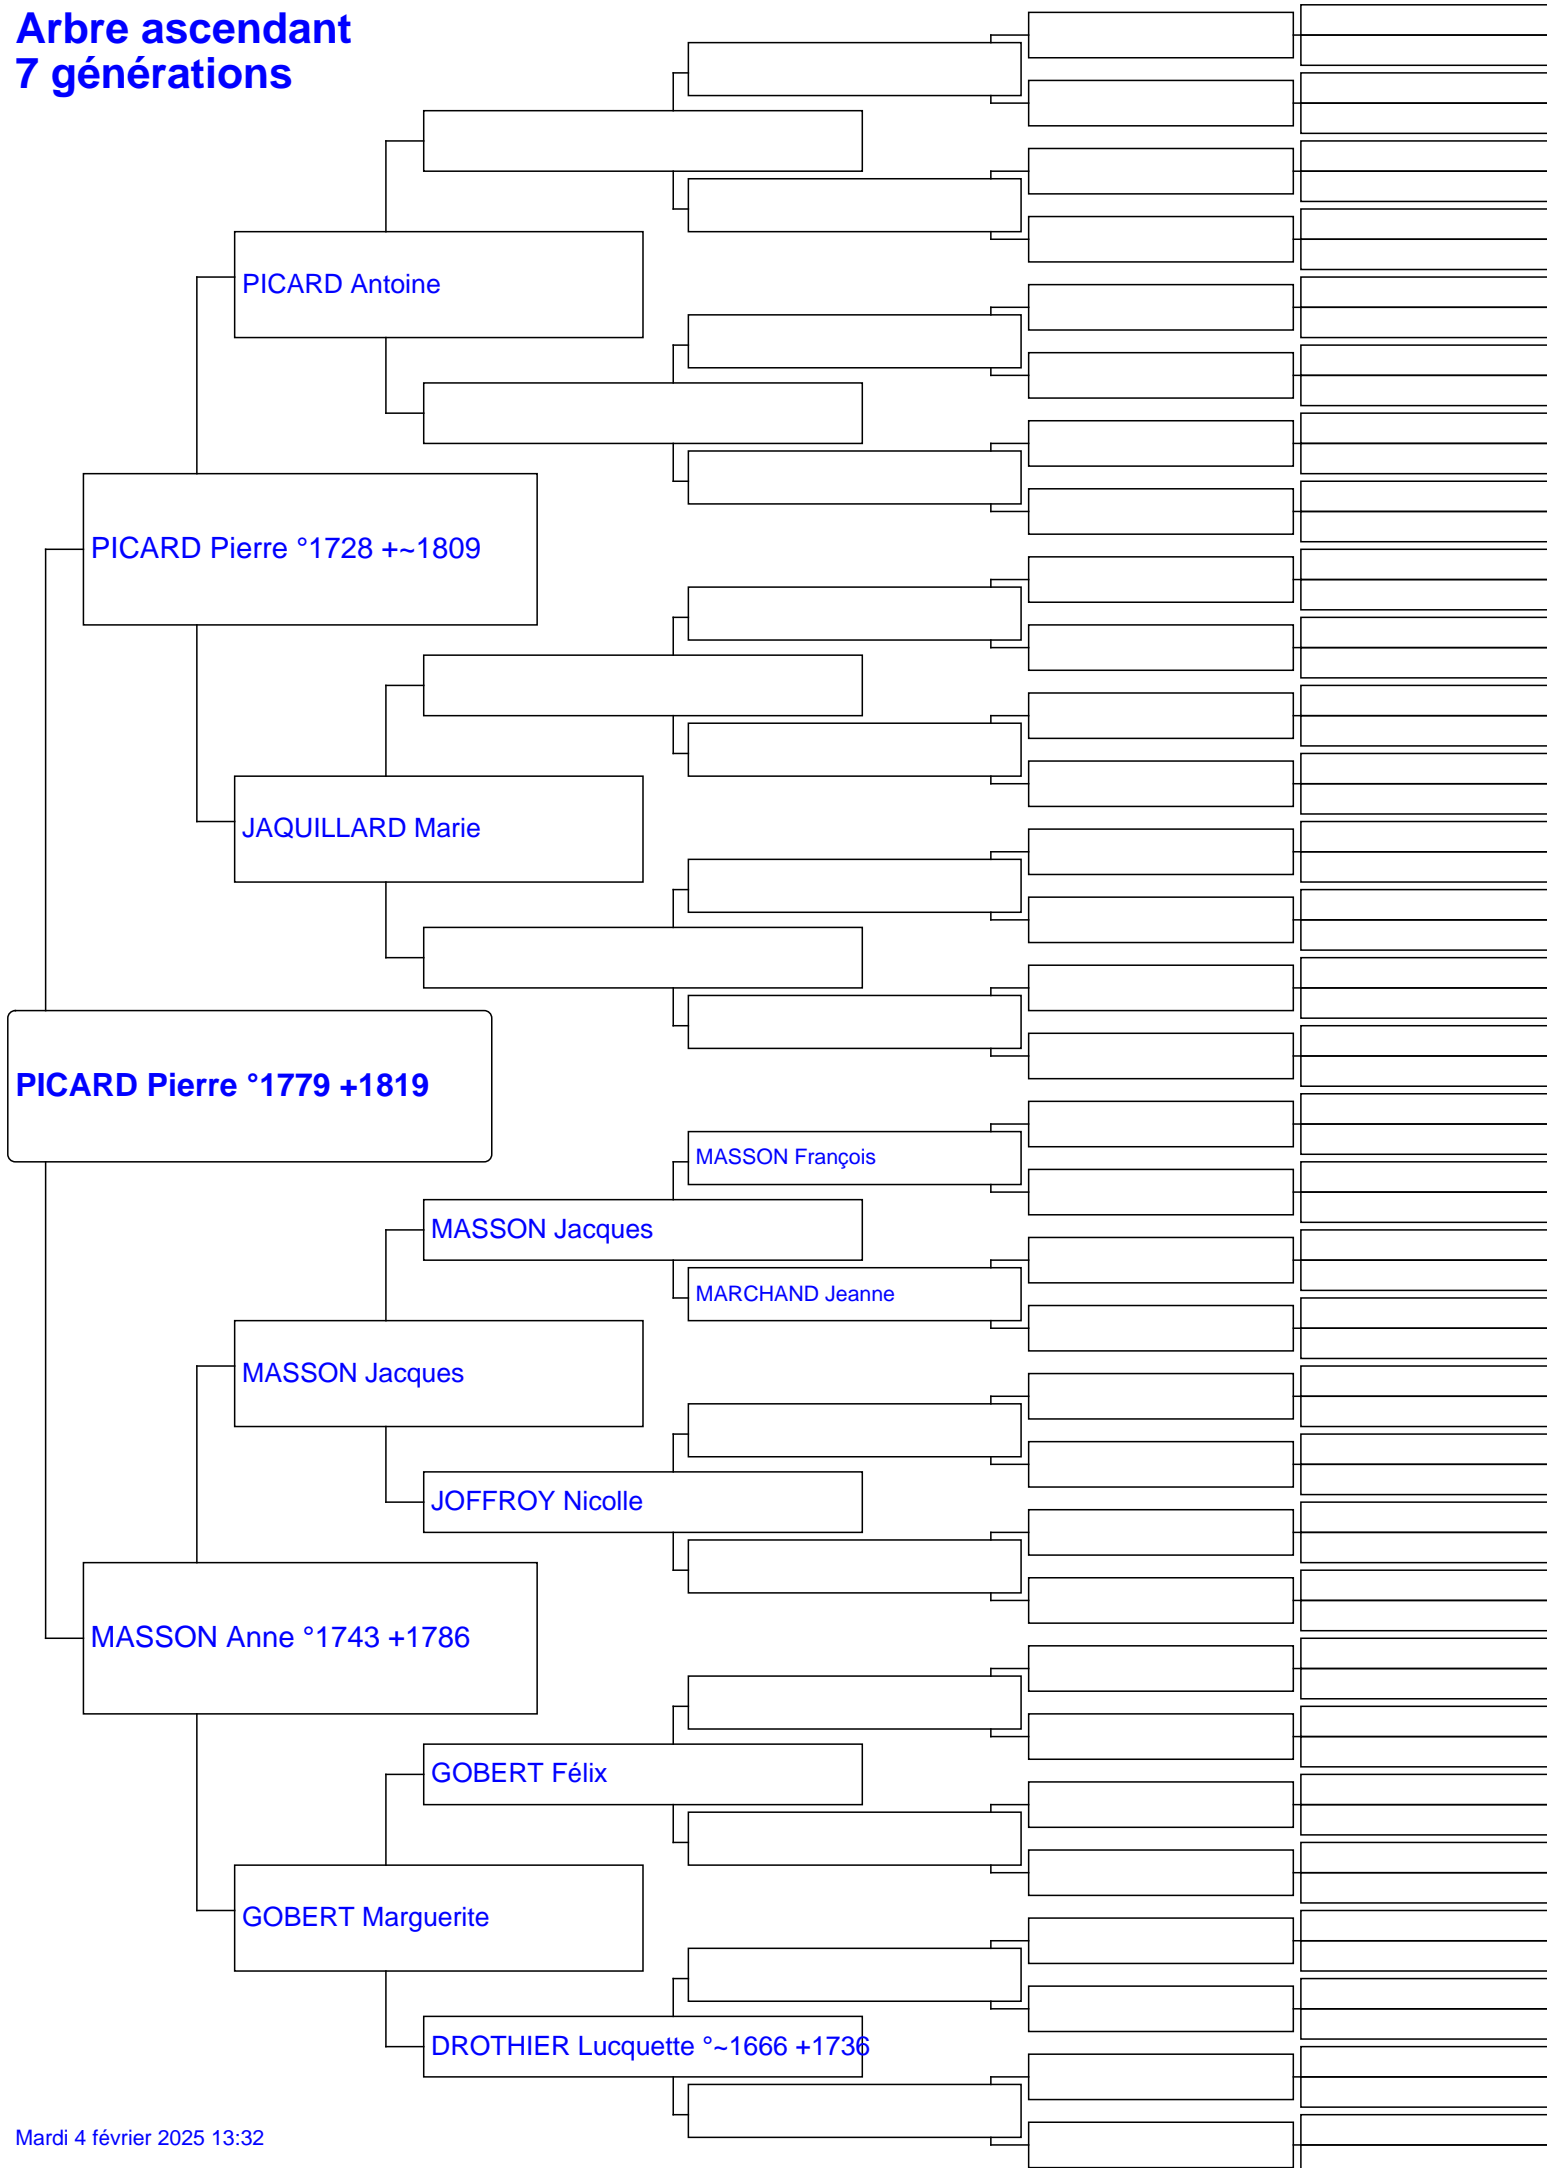 Arbre ascendant
7 générations
PICARD Antoine
PICARD Pierre °1728 +~1809
JAQUILLARD Marie
PICARD Pierre °1779 +1819
MASSON François
MASSON Jacques
MARCHAND Jeanne
MASSON Jacques
JOFFROY Nicolle
MASSON Anne °1743 +1786
GOBERT Félix
GOBERT Marguerite
DROTHIER Lucquette °~1666 +1736
Mardi 4 février 2025 13:32